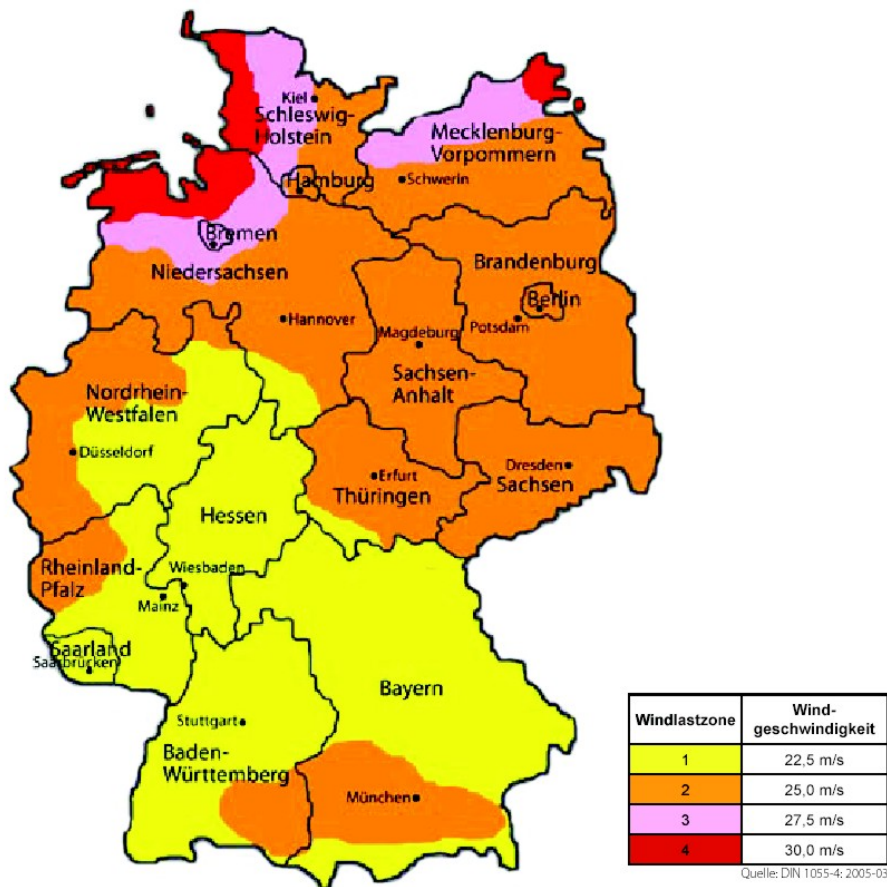 Kiel
Schleswig-
Holstein
Mecklenburg-
Vorpommern
Hamburg
Schwerin
Bremen
Niedersachsen
Brandenburg
Berlin
Hannover
Potsdam
Magdeburg
Sachsen-
Anhalt
Nordrhein-
Westfalen
Düsseldorf
Erfurt
Thüringen
Dresden
Sachsen
Hessen
Rheinland-
Pfalz
Wiesbaden
Mainz
Saarland
Saarbrücken
Bayern
Stuttgart
Baden-
Württemberg
München
Windlastzone Wind-
geschwindigkeit
1 22,5 m/s
2 25,0 m/s
3 27,5 m/s
4 30,0 m/s
Quelle: DIN 1055-4: 2005-03